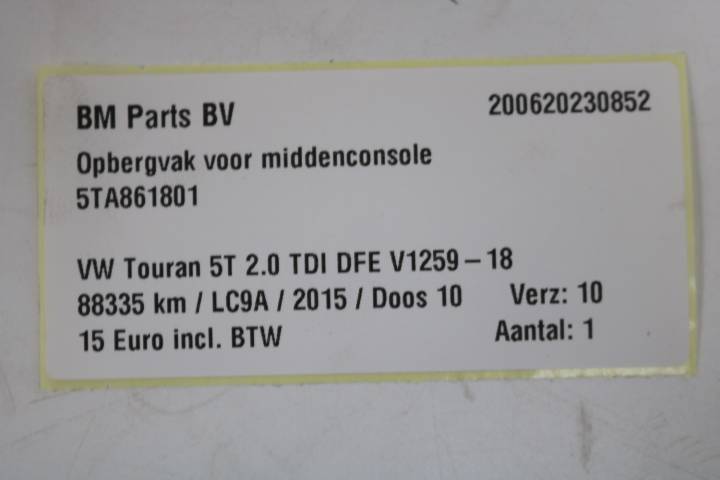 BM Parts BV 200620230852
Opbergvak voor middenconsole
5TA861801
VW Touran 5T 2.0 TDI DFE V1259-18
88335 km / LC9A / 2015 / Doos 10 Verz: 10
15 Euro incl. BTW Aantal: 1